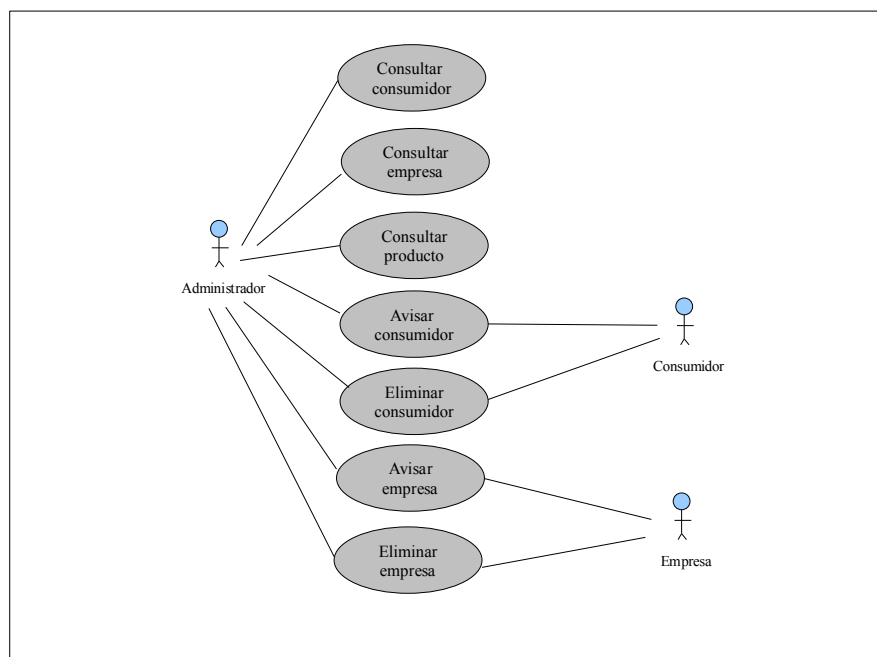 Consultar
consumidor
Consultar
empresa
Consultar
producto
Administrador
Avisar
consumidor
Consumidor
Eliminar
consumidor
Avisar
empresa
Eliminar
empresa
Empresa